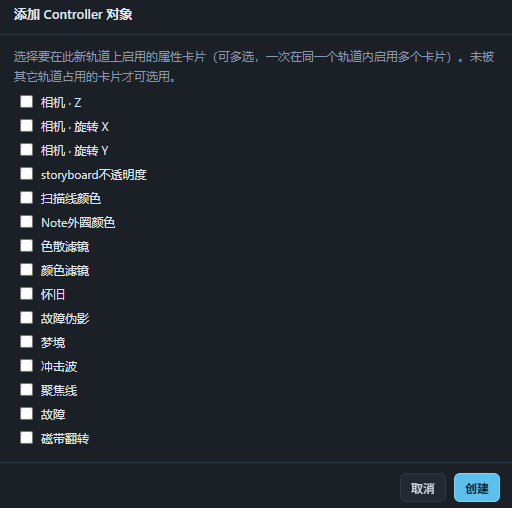 添加 Controller 对象
选择要在此新轨道上启用的属性卡片（可多选，一次在同一个轨道内启用多个卡片）。未被
其它轨道占用的卡片才可选用。
相机 · Z
相机 · 旋转 X
相机 · 旋转 Y
storyboard不透明度
扫描线颜色
Note外圈颜色
色散滤镜
颜色滤镜
怀旧
故障伪影
梦境
冲击波
聚焦线
故障
磁带翻转
取消
创建